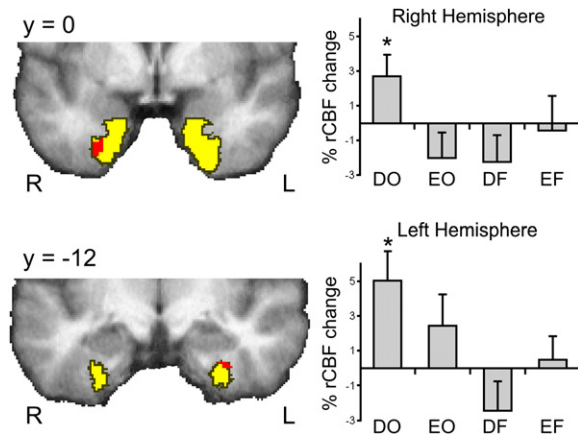 y = 0
R
L
Right Hemisphere
% rCBF change
5
3
1
-1
-3
*
DO EO DF EF
y = -12
R
L
Left Hemisphere
% rCBF change
5
3
1
-1
-3
*
DO EO DF EF